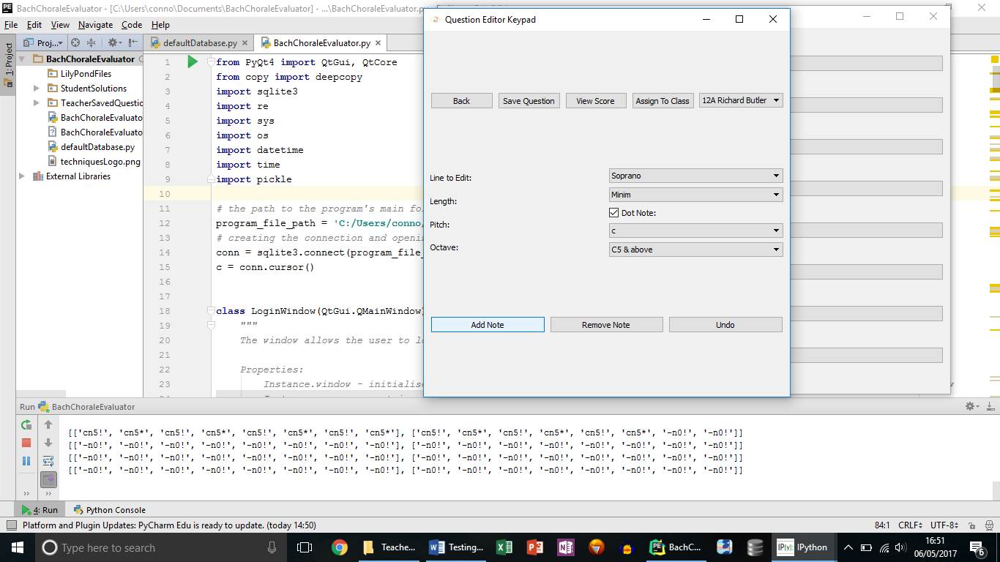 BachChoraleEvaluator - [C:\Users\conno\Documents\BachChoraleEvaluator] - ...\BachChoraleEvaluator.p
File Edit View Navigate Code Help
1: Project
Proj...
defaultDatabase.py
BachChoraleEvaluator.py
BachChoraleEvaluator
LilyPondFiles
StudentSolutions
TeacherSavedQuestic
BachChoraleEvaluato
BachChoraleEvaluato
defaultDatabase.py
techniquesLogo.png
External Libraries
1 from PyQt4 import QtGui, QtCore
2 from copy import deepcopy
3 import sqlite3
4 import re
5 import sys
6 import os
7 import datetime
8 import time
9 import pickle
10
11 # the path to the program's main fo
12 program_file_path = 'C:/Users/conno/
13 # creating the connection and openin
14 conn = sqlite3.connect(program_file_
15 c = conn.cursor()
16
17
18 class LoginWindow(QtGui.QMainWindow)
19 """
20 The window allows the user to lo
21
22 Properties:
23 Instance.window - initialise
Question Editor Keypad
Back Save Question View Score Assign To Class 12A Richard Butler
Line to Edit: Soprano
Length: Minim
Dot Note:
Pitch: c
Octave: C5 & above
Add Note Remove Note Undo
Run BachChoraleEvaluator
[['cn5!', 'cn5*', 'cn5!', 'cn5*', 'cn5!', 'cn5*', 'cn5!', 'cn5*'], ['cn5!', 'cn5*', 'cn5!', 'cn5*', 'cn5!', 'cn5*', '-n0!', '-n0!']]
[['-n0!', '-n0!', '-n0!', '-n0!', '-n0!', '-n0!', '-n0!', '-n0!'], ['-n0!', '-n0!', '-n0!', '-n0!', '-n0!', '-n0!', '-n0!', '-n0!']]
[['-n0!', '-n0!', '-n0!', '-n0!', '-n0!', '-n0!', '-n0!', '-n0!'], ['-n0!', '-n0!', '-n0!', '-n0!', '-n0!', '-n0!', '-n0!', '-n0!']]
[['-n0!', '-n0!', '-n0!', '-n0!', '-n0!', '-n0!', '-n0!', '-n0!'], ['-n0!', '-n0!', '-n0!', '-n0!', '-n0!', '-n0!', '-n0!', '-n0!']]
4: Run Python Console
Platform and Plugin Updates: PyCharm Edu is ready to update. (today 14:50) 84:1 CRLF UTF-8
Type here to search Teache... Testing... BachC... IP[y]: IPython 16:51
06/05/2017
6